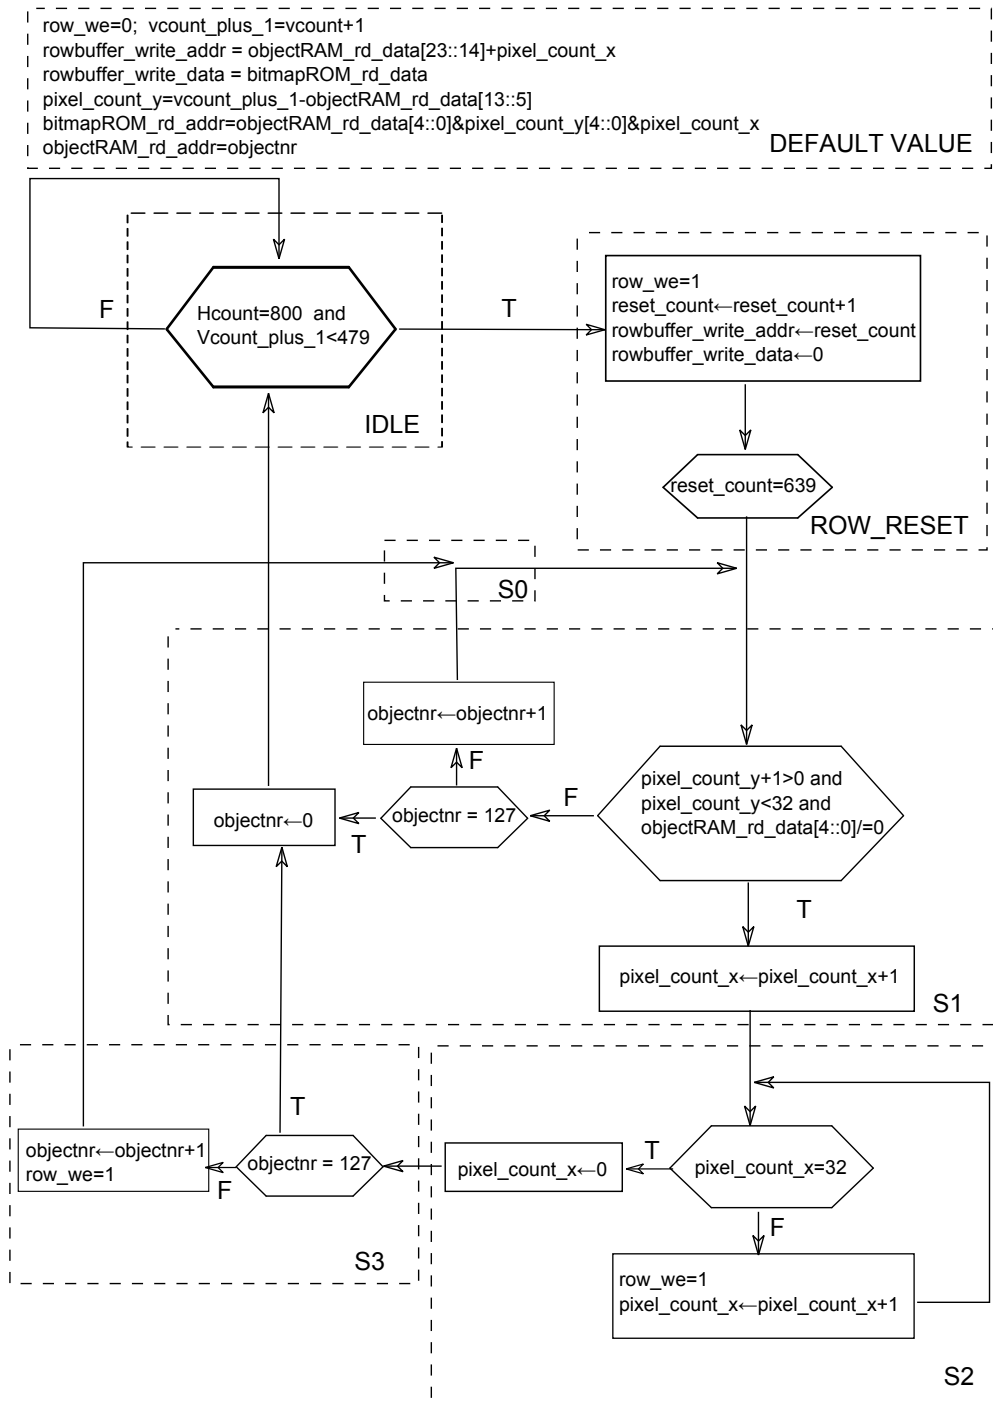 row_we=0; vcount_plus_1=vcount+1
rowbuffer_write_addr = objectRAM_rd_data[23::14]+pixel_count_x
rowbuffer_write_data = bitmapROM_rd_data
pixel_count_y=vcount_plus_1-objectRAM_rd_data[13::5]
bitmapROM_rd_addr=objectRAM_rd_data[4::0]&pixel_count_y[4::0]&pixel_count_x
objectRAM_rd_addr=objectnr
DEFAULT VALUE
F
Hcount=800 and
Vcount_plus_1<479
T
IDLE
row_we=1
reset_count←reset_count+1
rowbuffer_write_addr←reset_count
rowbuffer_write_data←0
reset_count=639
ROW_RESET
S0
objectnr←objectnr+1
F
pixel_count_y+1>0 and
pixel_count_y<32 and
objectRAM_rd_data[4::0]/=0
F
objectnr = 127
T
objectnr←0
T
pixel_count_x←pixel_count_x+1
S1
T
objectnr←objectnr+1
row_we=1
F
objectnr = 127
S3
pixel_count_x←0
T
pixel_count_x=32
F
row_we=1
pixel_count_x←pixel_count_x+1
S2